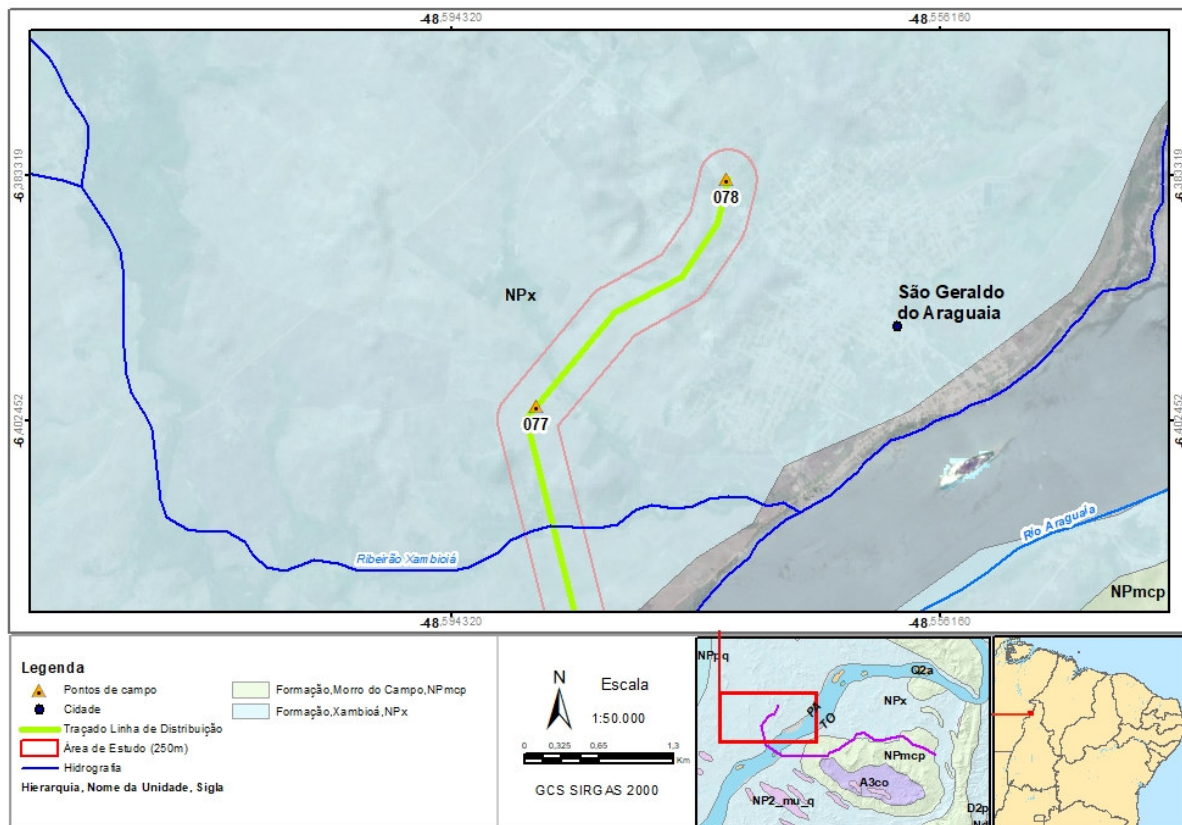 -48,594320
-48,556160
-6,383319
-6,383319
078
NPx
São Geraldo
do Araguaia
077
-6,402452
-6,402452
Rio Araguaia
Ribeirão Xambioiá
NPmcp
-48,594320
-48,556160
Legenda
Pontos de campo
Cidade
Traçado Linha de Distribuição
Área de Estudo (250m)
Hidrografia
Hierarquia, Nome da Unidade, Sigla
Formação,Morro do Campo,NPmcp
Formação,Xambioá,NPx
N
Escala
1:50.000
0 0,325 0,65 1,3
Km
GCS SIRGAS 2000
NPpq
Q2a
PA
TO
NPx
NPmcp
A3co
NP2_mu_q
D2p